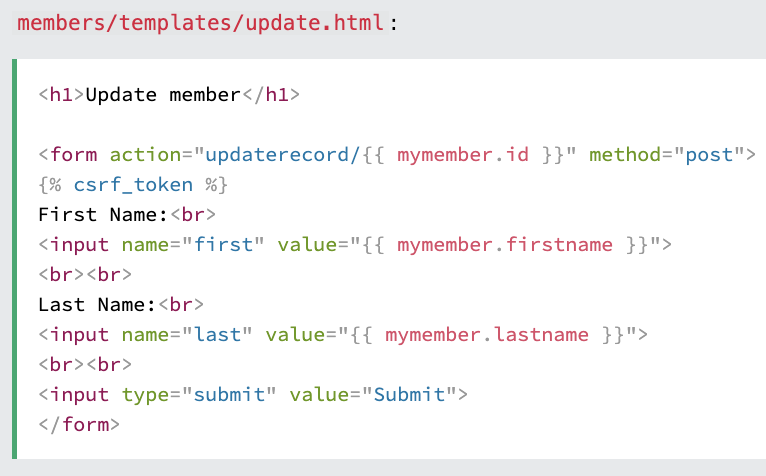 members/templates/update.html:
<h1>Update member</h1>
<form action="updaterecord/{{ mymember.id }}" method="post">
{% csrf_token %}
First Name:<br>
<input name="first" value="{{ mymember.firstname }}">
<br><br>
Last Name:<br>
<input name="last" value="{{ mymember.lastname }}">
<br><br>
<input type="submit" value="Submit">
</form>